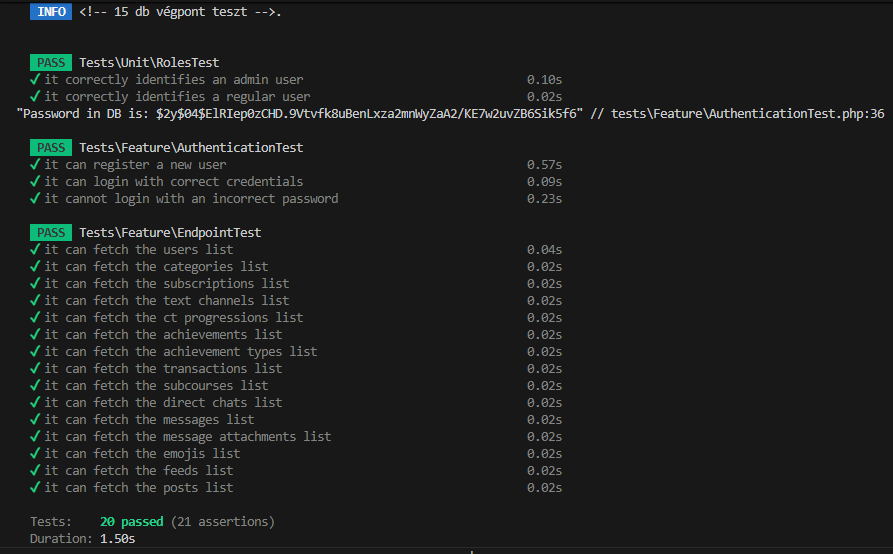 INFO <!-- 15 db végpont teszt -->.
PASS Tests\Unit\RolesTest
✓ it correctly identifies an admin user 0.10s
✓ it correctly identifies a regular user 0.02s
"Password in DB is: $2y$04$ElRIep0zCHD.9Vtvfk8uBenLxza2mnWyZaA2/KE7w2uvZB6Sik5f6" // tests\Feature\AuthenticationTest.php:36
PASS Tests\Feature\AuthenticationTest
✓ it can register a new user 0.57s
✓ it can login with correct credentials 0.09s
✓ it cannot login with an incorrect password 0.23s
PASS Tests\Feature\EndpointTest
✓ it can fetch the users list 0.04s
✓ it can fetch the categories list 0.02s
✓ it can fetch the subscriptions list 0.02s
✓ it can fetch the text channels list 0.02s
✓ it can fetch the ct progressions list 0.02s
✓ it can fetch the achievements list 0.02s
✓ it can fetch the achievement types list 0.02s
✓ it can fetch the transactions list 0.02s
✓ it can fetch the subcourses list 0.02s
✓ it can fetch the direct chats list 0.02s
✓ it can fetch the messages list 0.02s
✓ it can fetch the message attachments list 0.02s
✓ it can fetch the emojis list 0.02s
✓ it can fetch the feeds list 0.02s
✓ it can fetch the posts list 0.02s
Tests: 20 passed (21 assertions)
Duration: 1.50s